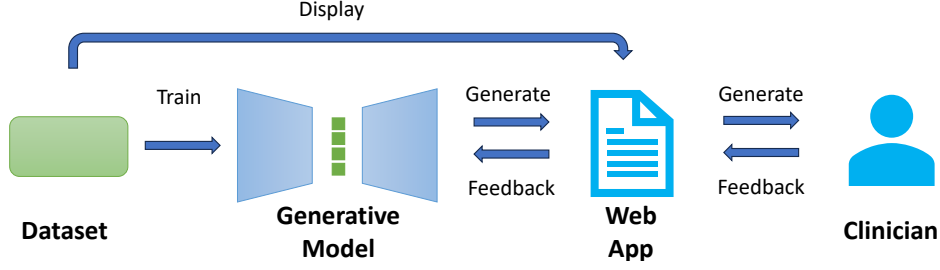 Display
Train
Generate
Generate
Feedback
Feedback
Dataset
Generative
Model
Web
App
Clinician